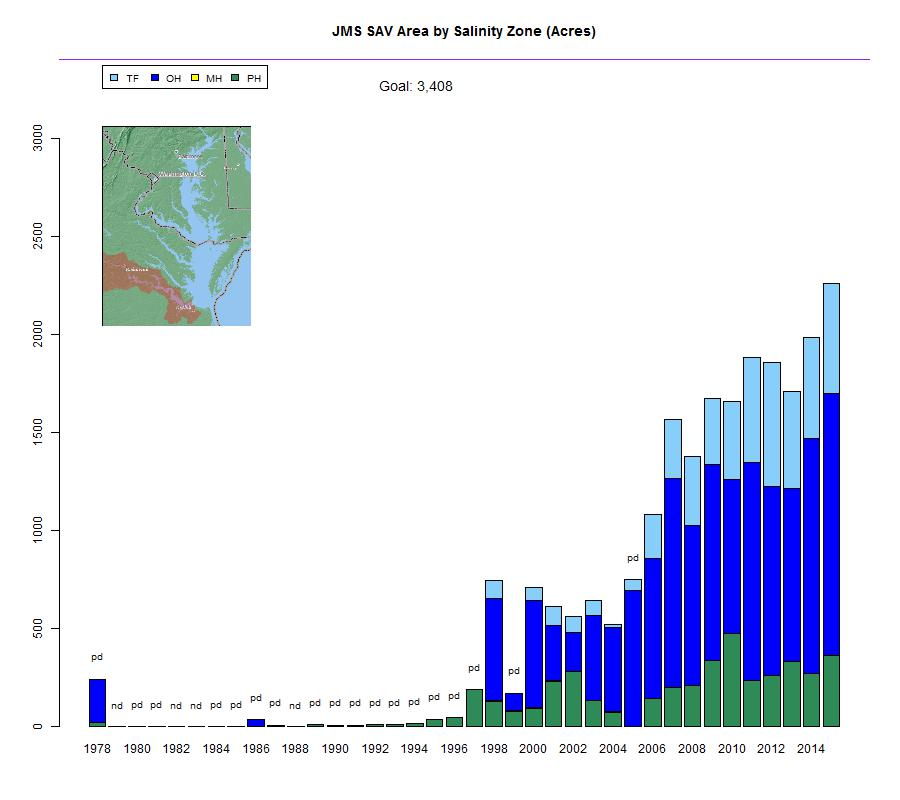 JMS SAV Area by Salinity Zone (Acres)
TF OH MH PH
Goal: 3,408
3000
2500
2000
1500
1000
500
0
pd
pd
pd
pd
pd
pd nd pd pd nd nd pd pd pd pd nd pd pd pd pd pd pd pd
1978 1980 1982 1984 1986 1988 1990 1992 1994 1996 1998 2000 2002 2004 2006 2008 2010 2012 2014